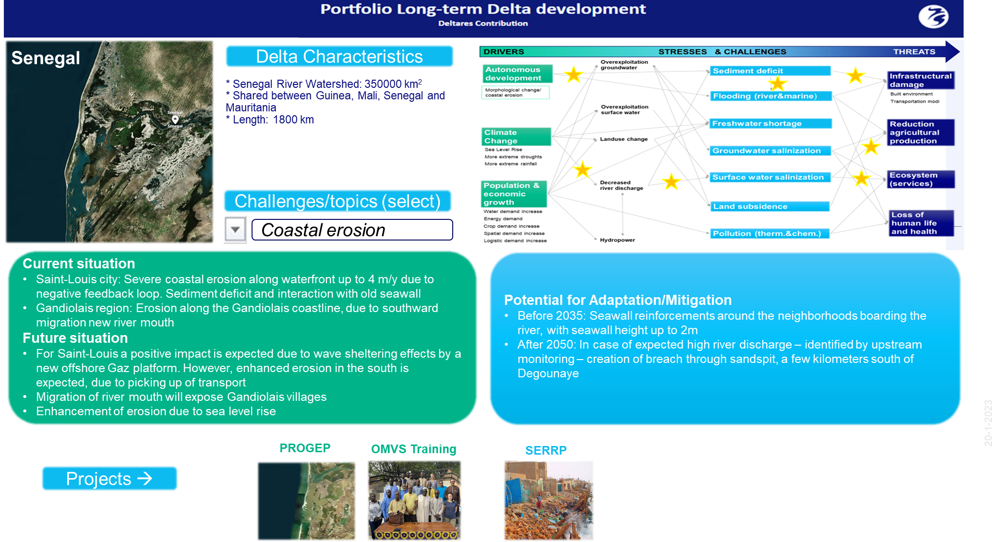 Portfolio Long-term Delta development
Deltares Contribution
Senegal
Sénégal
Sénégal
Delta Characteristics
* Senegal River Watershed: 350000 km2
* Shared between Guinea, Mali, Senegal and
Mauritania
* Length: 1800 km
Challenges/topics (select)
Coastal erosion
DRIVERS
STRESSES & CHALLENGES
THREATS
Autonomous
development
Morphological change/
coastal erosion
Climate
Change
Sea Level Rise
More extreme droughts
More extreme rainfall
Population &
economic
growth
Water demand increase
Energy demand
Crop demand increase
Spatial demand increase
Logistic demand increase
Overexploitation
groundwater
Overexploitation
surface water
Landuse change
Decreased
river discharge
Hydropower
Sediment deficit
Flooding (river&marine)
Freshwater shortage
Groundwater salinization
Surface water salinization
Land subsidence
Pollution (therm.&chem.)
Infrastructural
damage
Built environment
Transportation modi
Reduction
agricultural
production
Ecosystem
(services)
Loss of
human life
and health
Current situation
• Saint-Louis city: Severe coastal erosion along waterfront up to 4 m/y due to
negative feedback loop. Sediment deficit and interaction with old seawall
• Gandiolais region: Erosion along the Gandiolais coastline, due to southward
migration new river mouth
Future situation
• For Saint-Louis a positive impact is expected due to wave sheltering effects by a
new offshore Gaz platform. However, enhanced erosion in the south is
expected, due to picking up of transport
• Migration of river mouth will expose Gandiolais villages
• Enhancement of erosion due to sea level rise
Potential for Adaptation/Mitigation
• Before 2035: Seawall reinforcements around the neighborhoods boarding the
river, with seawall height up to 2m
• After 2050: In case of expected high river discharge – identified by upstream
monitoring – creation of breach through sandspit, a few kilometers south of
Degounaye
20-1-2023
Projects →
PROGEP
OMVS Training
SERRP